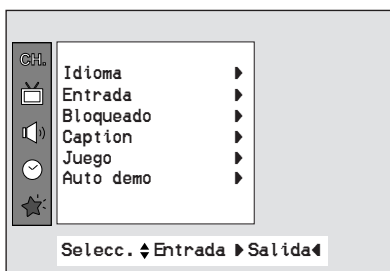 CH.
Idioma
Entrada
Bloqueado
Caption
Juego
Auto demo
Selecc. Entrada Salida